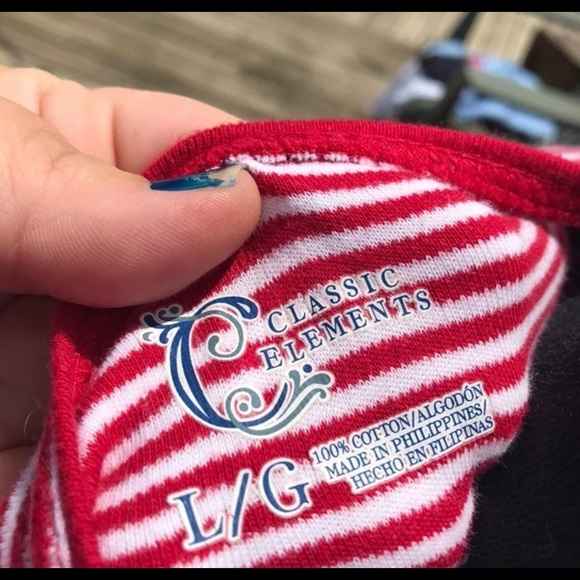 C CLASSIC
ELEMENTS
L/G
100% COTTON/ALGODÓN
MADE IN PHILIPPINES/
HECHO EN FILIPINAS